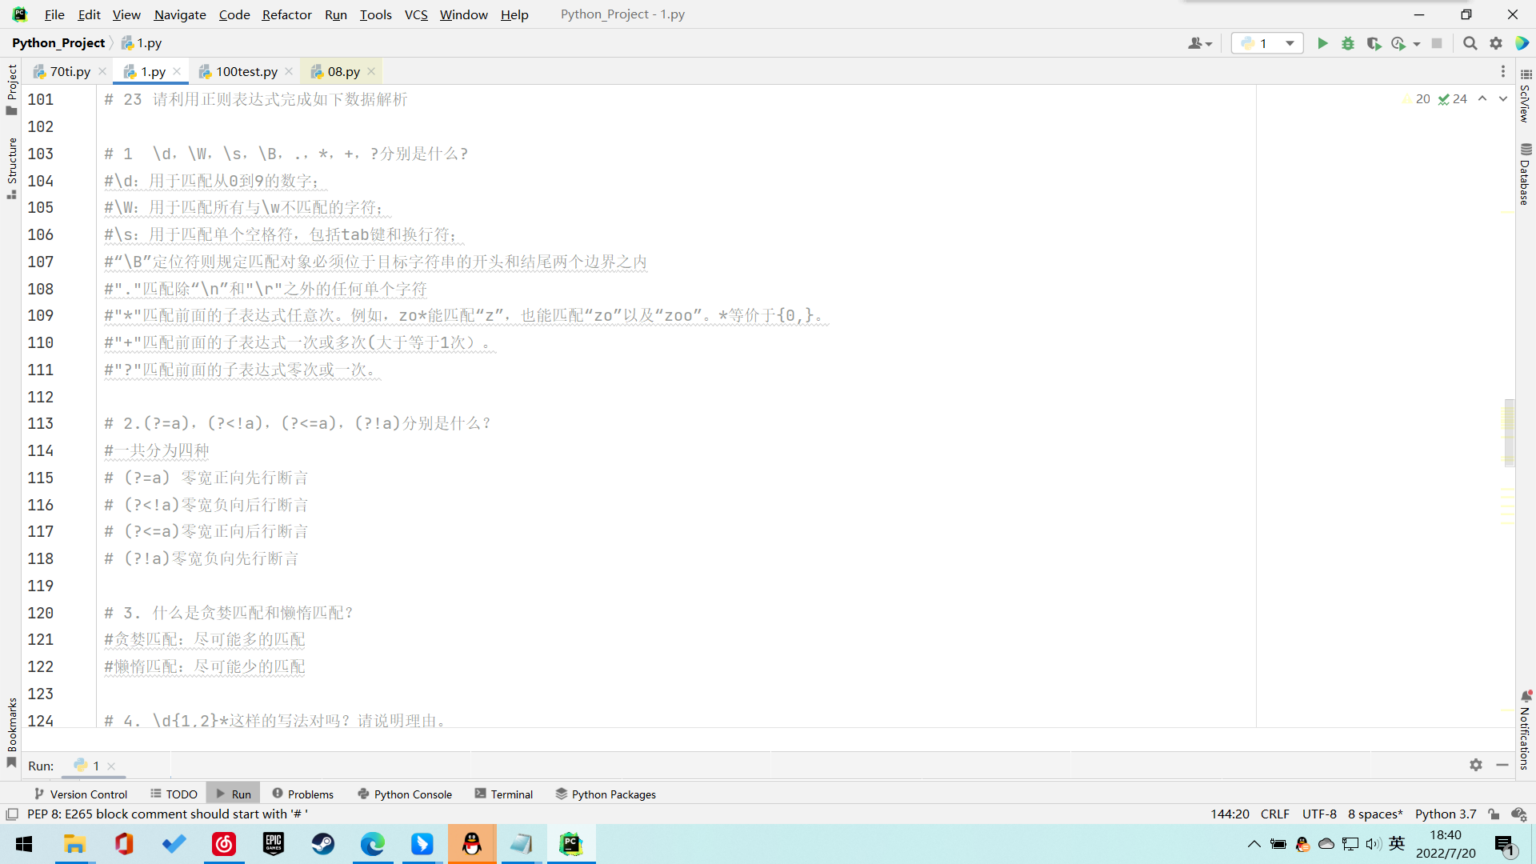 File Edit View Navigate Code Refactor Run Tools VCS Window Help Python_Project - 1.py
Python_Project 1.py 1
70ti.py 1.py 100test.py 08.py
Project
Structure
Bookmarks
SciView
Database
Notifications
20 24
101 # 23 请利用正则表达式完成如下数据解析
102
103 # 1 \d，\W，\s，\B，.，*，+，?分别是什么?
104 #\d：用于匹配从0到9的数字;
105 #\W：用于匹配所有与\w不匹配的字符;
106 #\s：用于匹配单个空格符，包括tab键和换行符;
107 #“\B”定位符则规定匹配对象必须位于目标字符串的开头和结尾两个边界之内
108 #"."匹配除“\n”和"\r"之外的任何单个字符
109 #"*"匹配前面的子表达式任意次。例如，zo*能匹配“z”，也能匹配“zo”以及“zoo”。*等价于{0,}。
110 #"+"匹配前面的子表达式一次或多次(大于等于1次）。
111 #"?"匹配前面的子表达式零次或一次。
112
113 # 2.(?=a)，(?<!a)，(?<=a)，(?!a)分别是什么？
114 #一共分为四种
115 # (?=a) 零宽正向先行断言
116 # (?<!a)零宽负向后行断言
117 # (?<=a)零宽正向后行断言
118 # (?!a)零宽负向先行断言
119
120 # 3. 什么是贪婪匹配和懒惰匹配？
121 #贪婪匹配：尽可能多的匹配
122 #懒惰匹配：尽可能少的匹配
123
124 # 4. \d{1,2}*这样的写法对吗？请说明理由。
Run: 1
Version Control TODO Run Problems Python Console Terminal Python Packages
PEP 8: E265 block comment should start with '# ' 144:20 CRLF UTF-8 8 spaces* Python 3.7
EPIC GAMES
英
18:40
2022/7/20
1